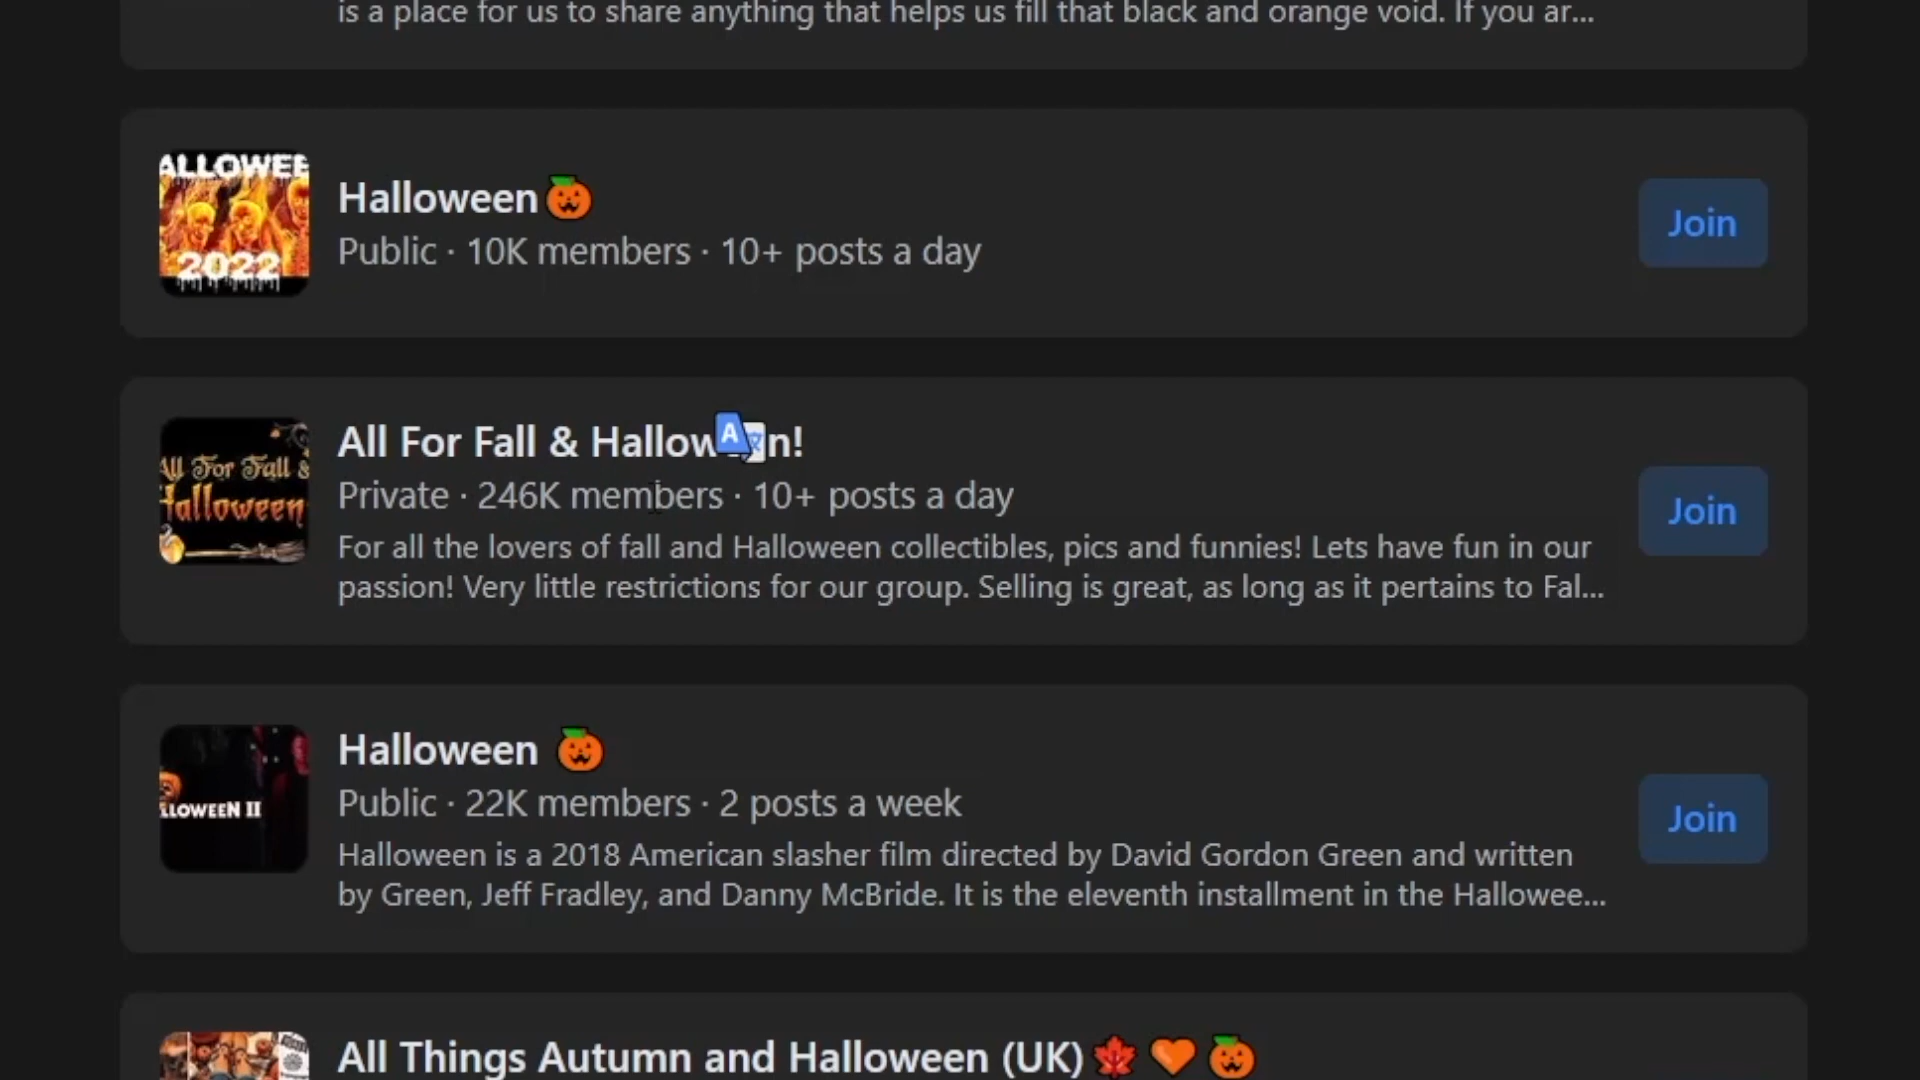 is a place for us to share anything that helps us fill that black and orange void. If you ar...
ALLOWEE
2022
Halloween🎃
Public · 10K members · 10+ posts a day
Join
All For Fall &
Halloween
All For Fall & Hallow n!
Private · 246K members · 10+ posts a day
For all the lovers of fall and Halloween collectibles, pics and funnies! Lets have fun in our
passion! Very little restrictions for our group. Selling is great, as long as it pertains to Fal...
Join
LLOWEEN II
Halloween 🎃
Public · 22K members · 2 posts a week
Halloween is a 2018 American slasher film directed by David Gordon Green and written
by Green, Jeff Fradley, and Danny McBride. It is the eleventh installment in the Hallowee...
Join
All Things Autumn and Halloween (UK) 🍁 🧡 🎃